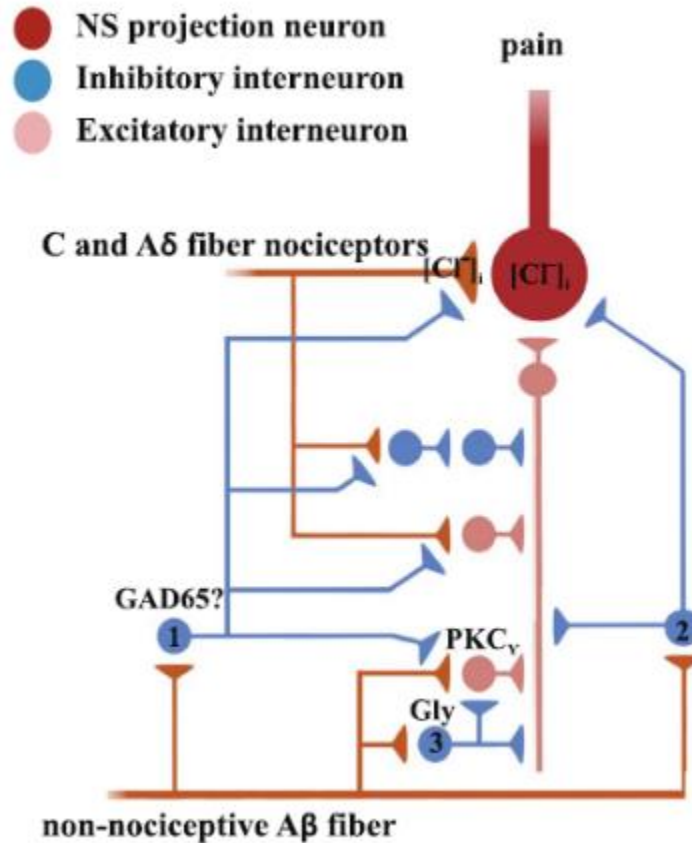 NS projection neuron
Inhibitory interneuron
Excitatory interneuron
pain
C and Aδ fiber nociceptors
[Cl⁻]ᵢ
[Cl⁻]ᵢ
GAD65?
1
PKCᵧ
2
Gly
3
non-nociceptive Aβ fiber